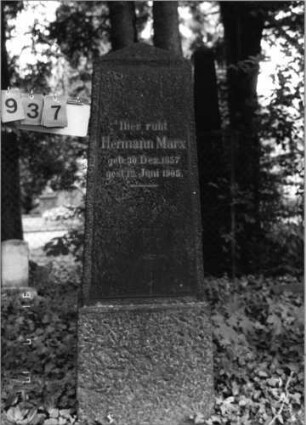 937
Hier ruht
Hermann Marx
geb. 30 Dez. 1857
gest. 12. Juni 1905.